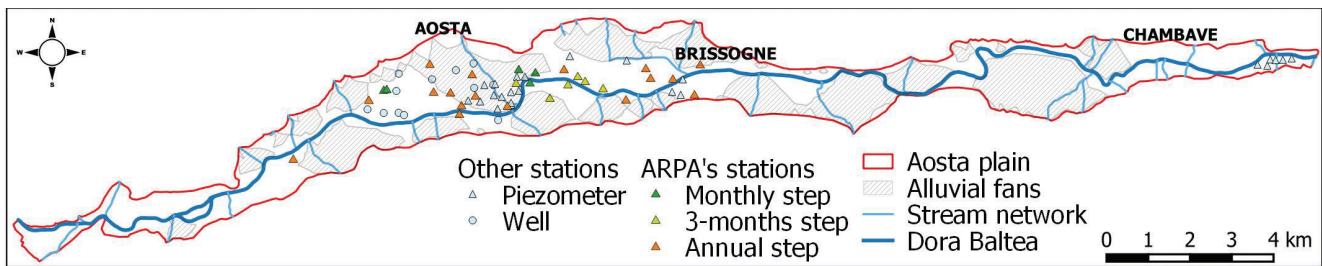 N
W E
S
AOSTA
BRISSOGNE
CHAMBAVE
Other stations
Piezometer
Well
ARPA's stations
Monthly step
3-months step
Annual step
Aosta plain
Alluvial fans
Stream network
Dora Baltea
0 1 2 3 4 km